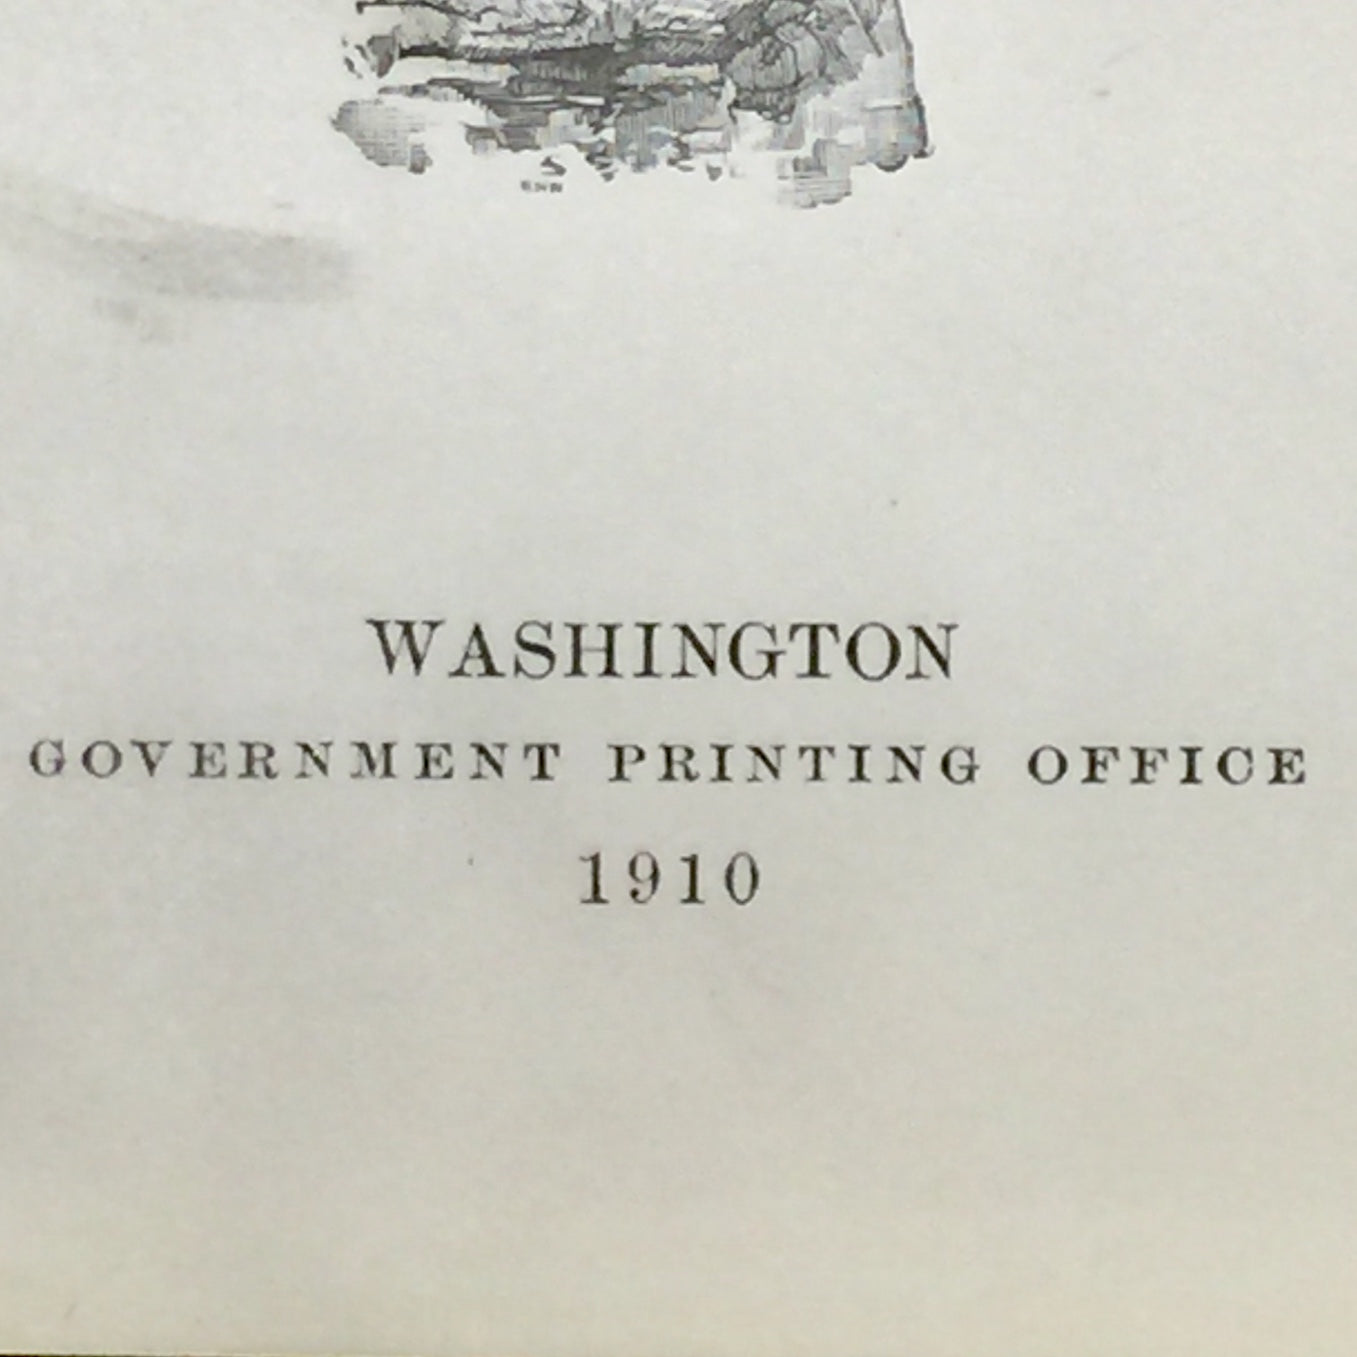 WASHINGTON
GOVERNMENT PRINTING OFFICE
1910